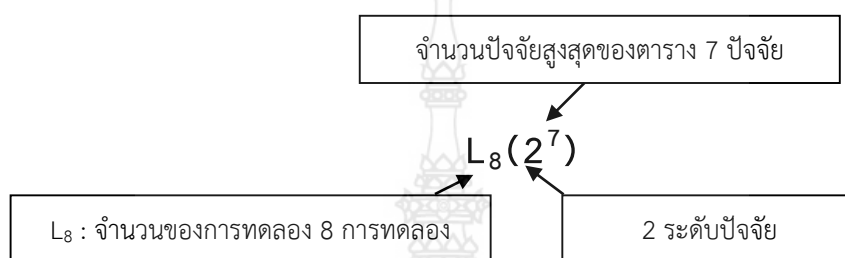 จำนวนปัจจัยสูงสุดของตาราง 7 ปัจจัย
L₈(2⁷)
L₈ : จำนวนของการทดลอง 8 การทดลอง
2 ระดับปัจจัย